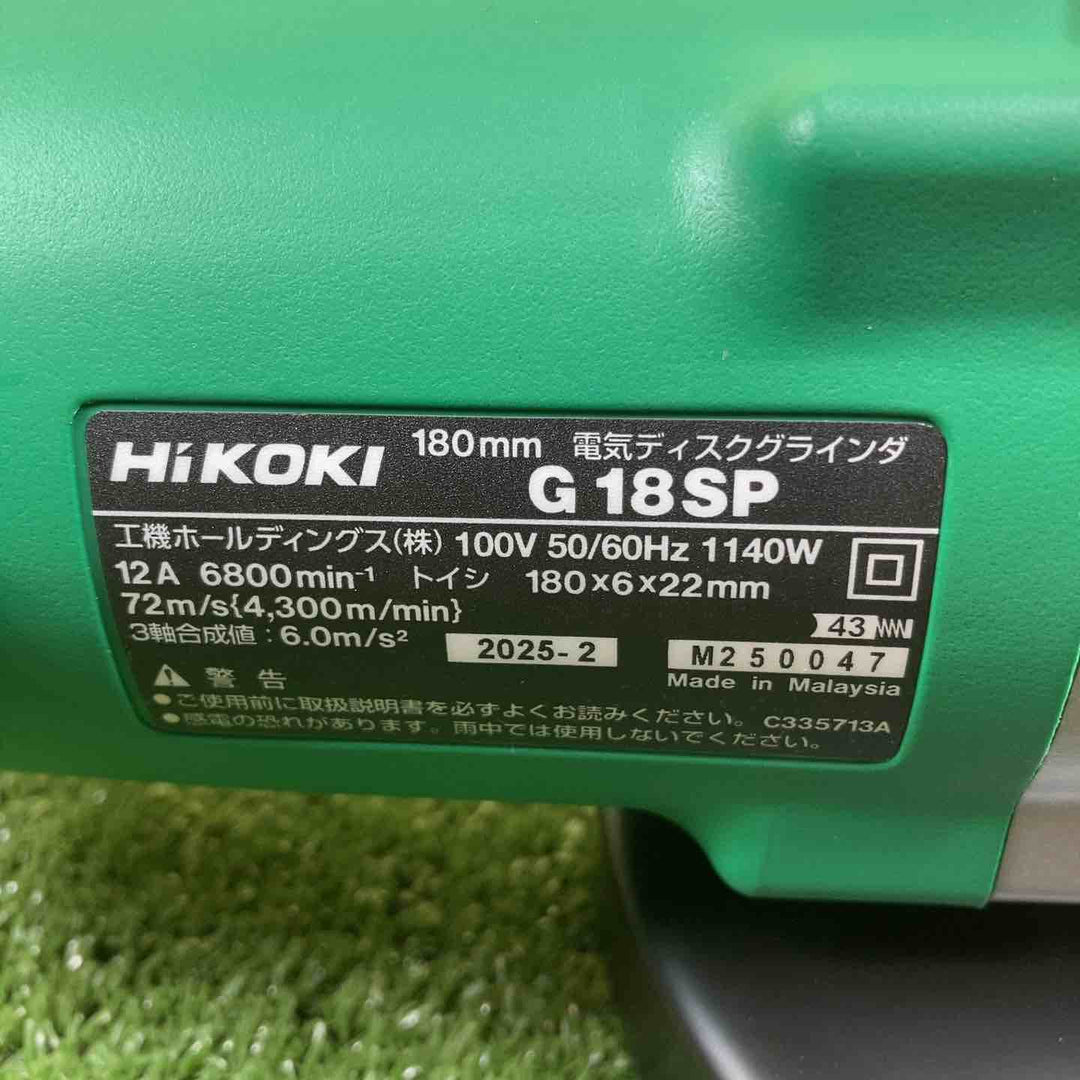 HiKOKI 180mm 電気ディスクグラインダ
G 18SP
工機ホールディングス(株) 100V 50/60Hz 1140W
12A 6800min-1 トイシ 180×6×22mm
72m/s{4,300m/min}
43
3軸合成値：6.0m/s²
2025-2
M250047
Made in Malaysia
警告
●ご使用前に取扱説明書を必ずよくお読みください。
●感電の恐れがあります。雨中では使用しないでください。
C335713A